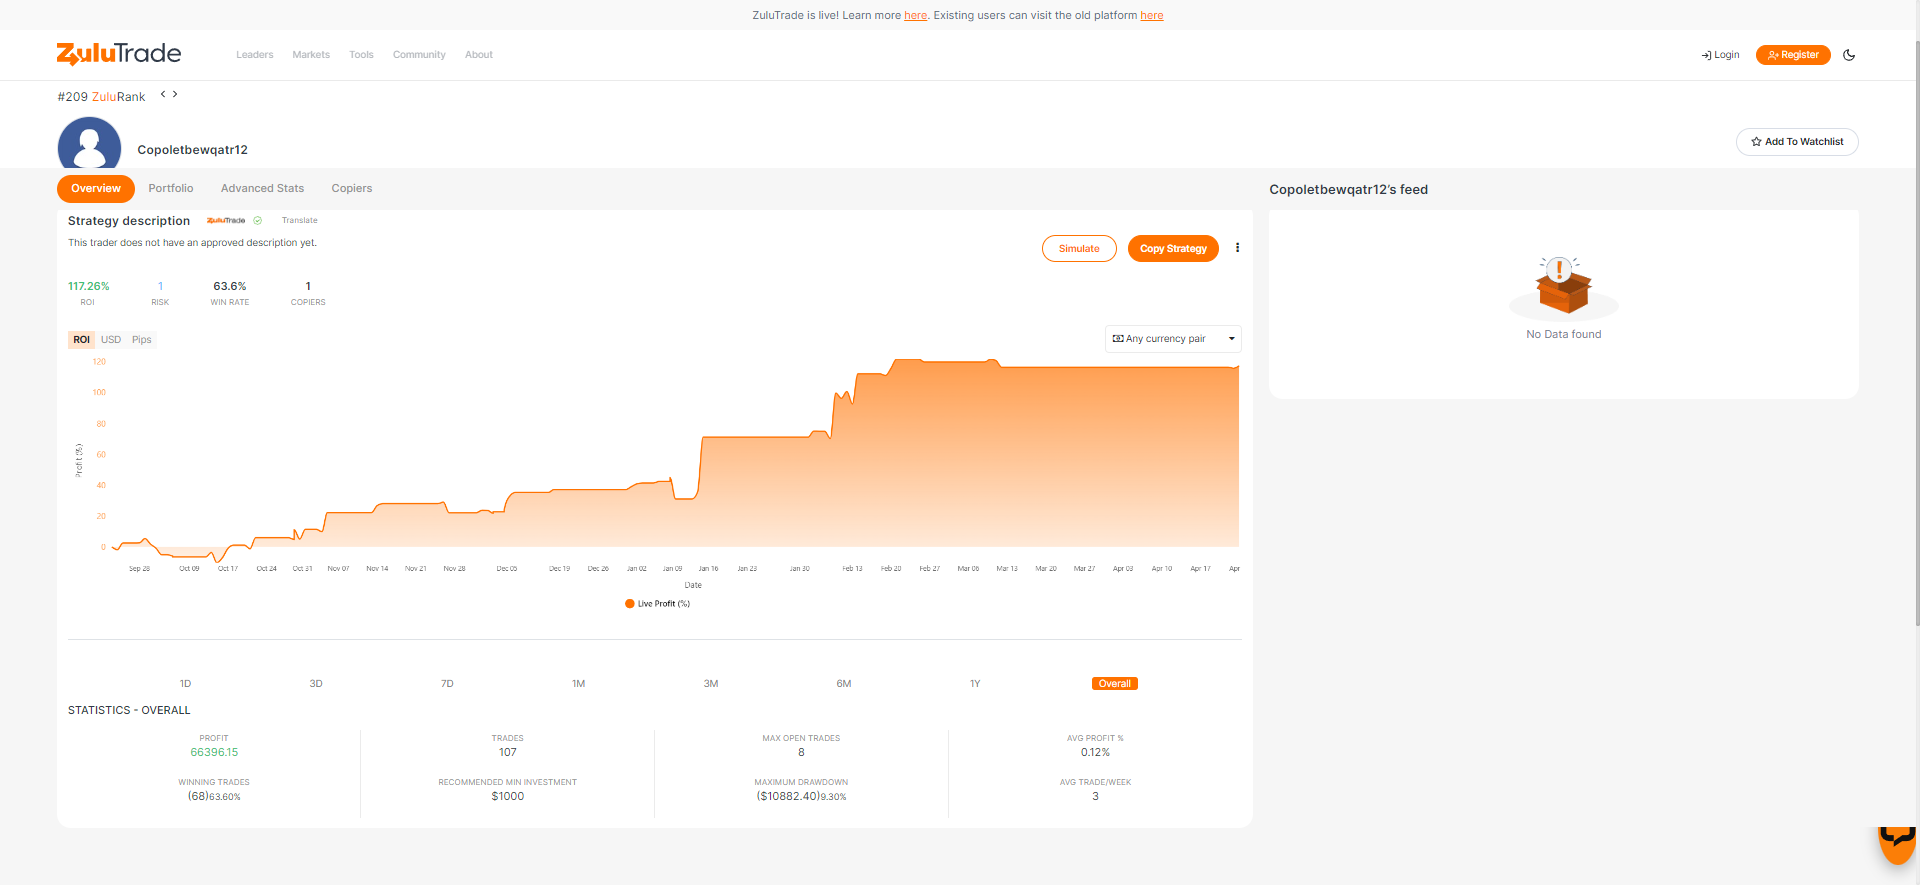 ZuluTrade is live! Learn more here. Existing users can visit the old platform here
ZuluTrade Leaders Markets Tools Community About Login Register
#209 ZuluRank
Copoletbewqatr12
Add To Watchlist
Overview Portfolio Advanced Stats Copiers
Copoletbewqatr12's feed
Strategy description ZuluTrade Translate
This trader does not have an approved description yet.
Simulate Copy Strategy
117.26% 1 63.6% 1
ROI RISK WIN RATE COPIERS
No Data found
ROI USD Pips
Any currency pair
120
100
80
60
40
20
0
Profit (%)
Sep 28 Oct 09 Oct 17 Oct 24 Oct 31 Nov 07 Nov 14 Nov 21 Nov 28 Dec 05 Dec 19 Dec 26 Jan 02 Jan 09 Jan 16 Jan 23 Jan 30 Feb 13 Feb 20 Feb 27 Mar 06 Mar 13 Mar 20 Mar 27 Apr 03 Apr 10 Apr 17 Apr
Date
Live Profit (%)
1D 3D 7D 1M 3M 6M 1Y Overall
STATISTICS - OVERALL
PROFIT TRADES MAX OPEN TRADES AVG PROFIT %
66396.15 107 8 0.12%
WINNING TRADES RECOMMENDED MIN INVESTMENT MAXIMUM DRAWDOWN AVG TRADE/WEEK
(68)63.60% $1000 ($10882.40)9.30% 3